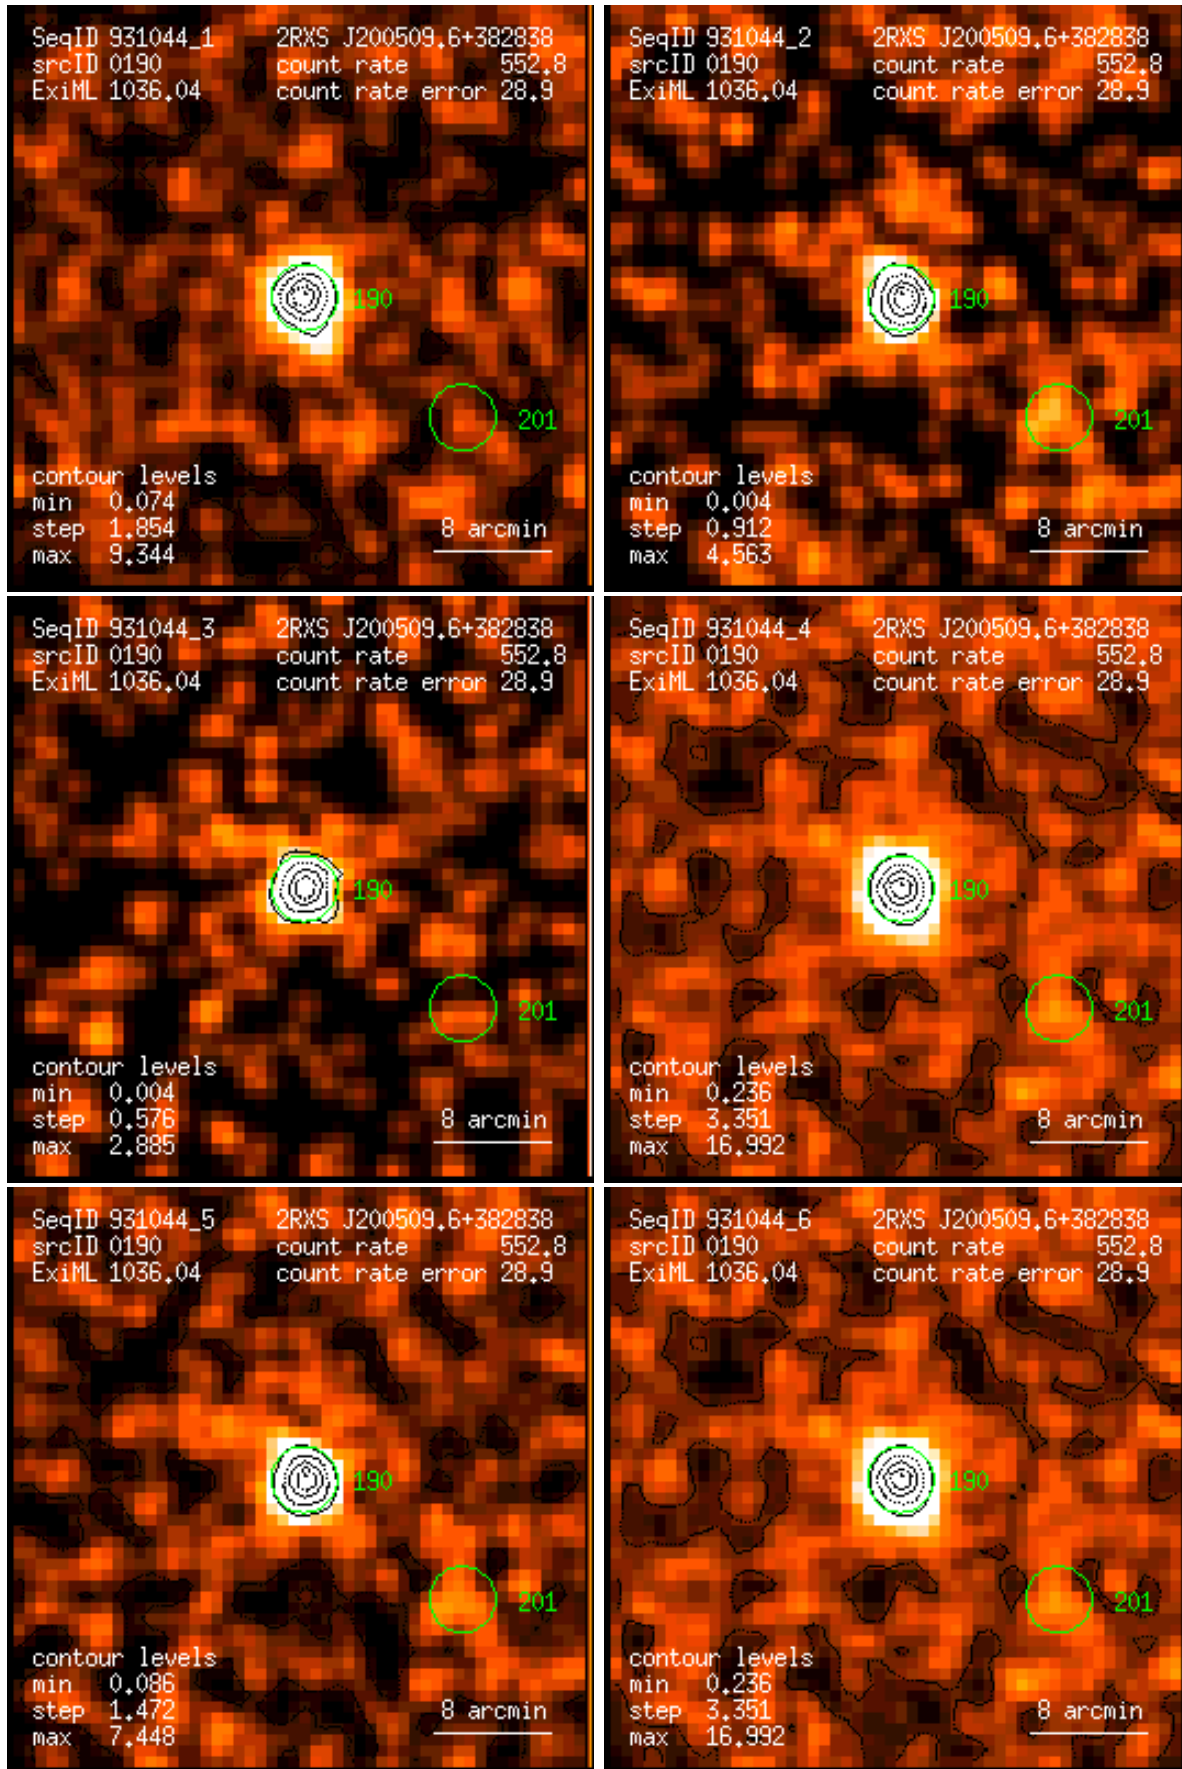 SeqID 931044_1 2RXS J200509.6+382838
srcID 0190 count rate 552.8
ExiML 1036.04 count rate error 28.9
190
201
contour levels
min 0.074
step 1.854
max 9.344
8 arcmin
SeqID 931044_2 2RXS J200509.6+382838
srcID 0190 count rate 552.8
ExiML 1036.04 count rate error 28.9
190
201
contour levels
min 0.004
step 0.912
max 4.563
8 arcmin
SeqID 931044_3 2RXS J200509.6+382838
srcID 0190 count rate 552.8
ExiML 1036.04 count rate error 28.9
190
201
contour levels
min 0.004
step 0.576
max 2.885
8 arcmin
SeqID 931044_4 2RXS J200509.6+382838
srcID 0190 count rate 552.8
ExiML 1036.04 count rate error 28.9
190
201
contour levels
min 0.236
step 3.351
max 16.992
8 arcmin
SeqID 931044_5 2RXS J200509.6+382838
srcID 0190 count rate 552.8
ExiML 1036.04 count rate error 28.9
190
201
contour levels
min 0.086
step 1.472
max 7.448
8 arcmin
SeqID 931044_6 2RXS J200509.6+382838
srcID 0190 count rate 552.8
ExiML 1036.04 count rate error 28.9
190
201
contour levels
min 0.236
step 3.351
max 16.992
8 arcmin